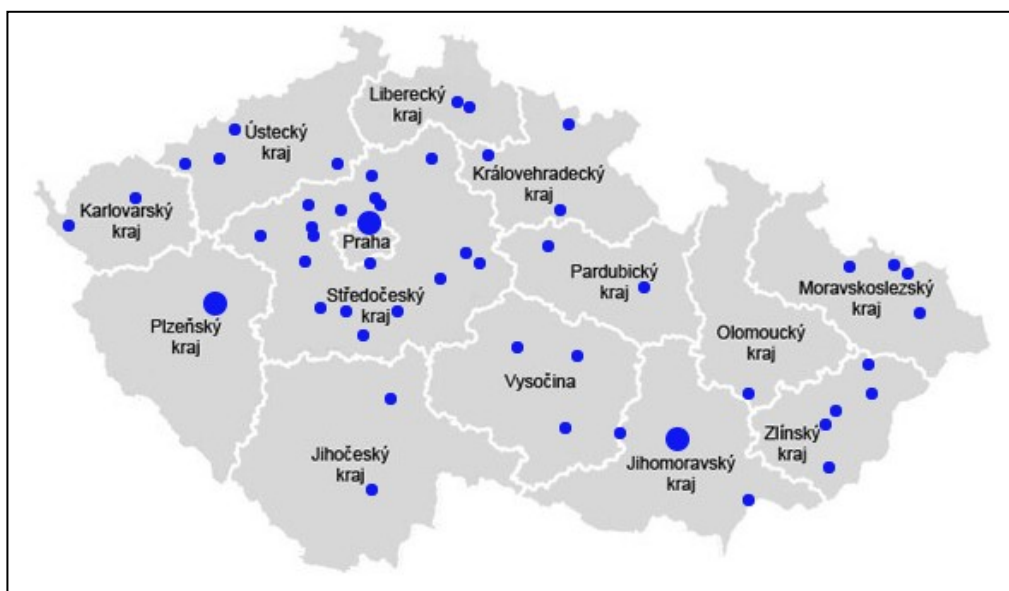 Liberecký
kraj
Ústecký
kraj
Královehradecký
kraj
Karlovarský
kraj
Praha
Pardubický
kraj
Moravskoslezský
kraj
Středočeský
kraj
Plzeňský
kraj
Olomoucký
kraj
Vysočina
Zlínský
kraj
Jihočeský
kraj
Jihomoravský
kraj